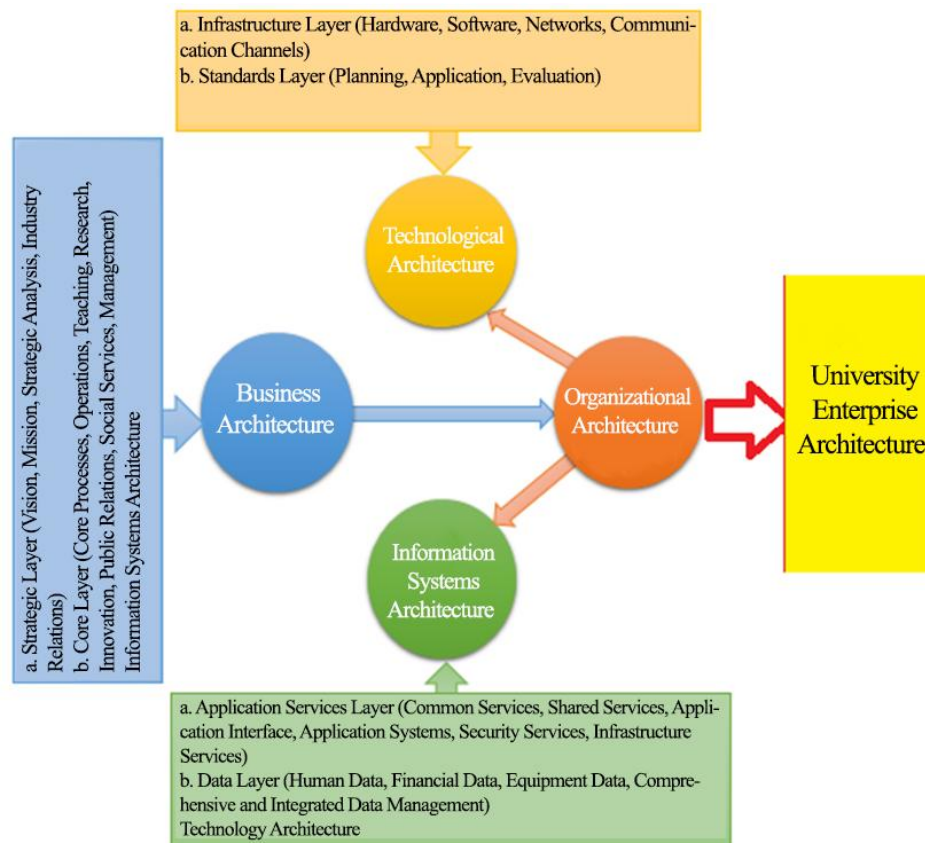 a. Infrastructure Layer (Hardware, Software, Networks, Communi-
cation Channels)
b. Standards Layer (Planning, Application, Evaluation)
a. Strategic Layer (Vision, Mission, Strategic Analysis, Industry
Relations)
b. Core Layer (Core Processes, Operations, Teaching, Research,
Innovation, Public Relations, Social Services, Management)
Information Systems Architecture
Technological
Architecture
Business
Architecture
Organizational
Architecture
University
Enterprise
Architecture
Information
Systems
Architecture
a. Application Services Layer (Common Services, Shared Services, Appli-
cation Interface, Application Systems, Security Services, Infrastructure
Services)
b. Data Layer (Human Data, Financial Data, Equipment Data, Compre-
hensive and Integrated Data Management)
Technology Architecture